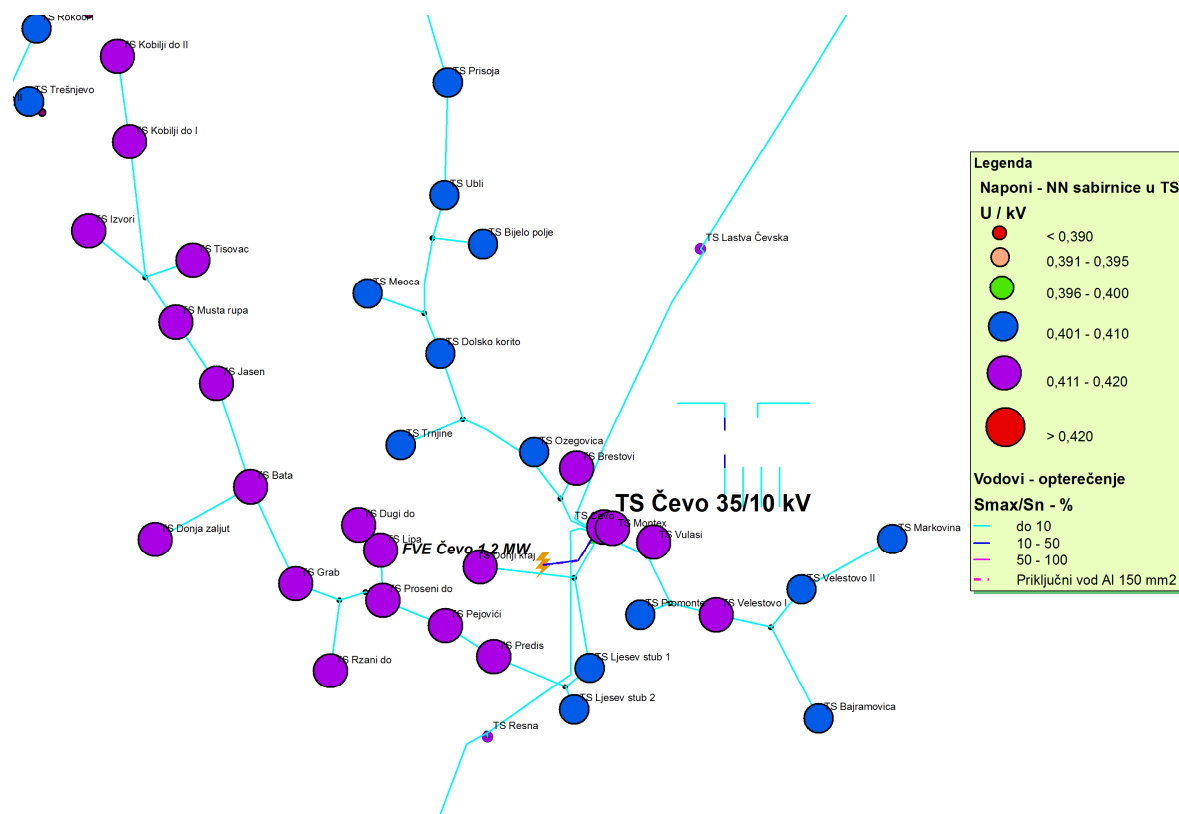 TS Kobilji do II
TS Prisoja
TS Trešnjevo
TS Kobilji do I
TS Ubli
TS Izvori
TS Bijelo polje
TS Lastva Čevska
TS Tisovac
TS Musta rupa
TS Dolsko korito
TS Jasen
TS Trnjine
TS Ozegovica
TS Brestovi
TS Bata
TS Čevo 35/10 kV
TS Dugi do
TS Čevo
TS Montex
TS Donja zaljut
TS Lipa
FVE Čevo 1,2 MW
TS Vulasi
TS Markovina
TS Donji kraj
TS Grab
TS Proseni do
TS Velestovo II
TS Pejovići
TS Velestovo I
TS Predis
TS Rzani do
TS Ljesev stub 1
TS Ljesev stub 2
TS Bajramovica
TS Resna
Legenda
Naponi - NN sabirnice u TS
U / kV
< 0,390
0,391 - 0,395
0,396 - 0,400
0,401 - 0,410
0,411 - 0,420
> 0,420
Vodovi - opterečenje
Smax/Sn - %
do 10
10 - 50
50 - 100
Priključni vod Al 150 mm2